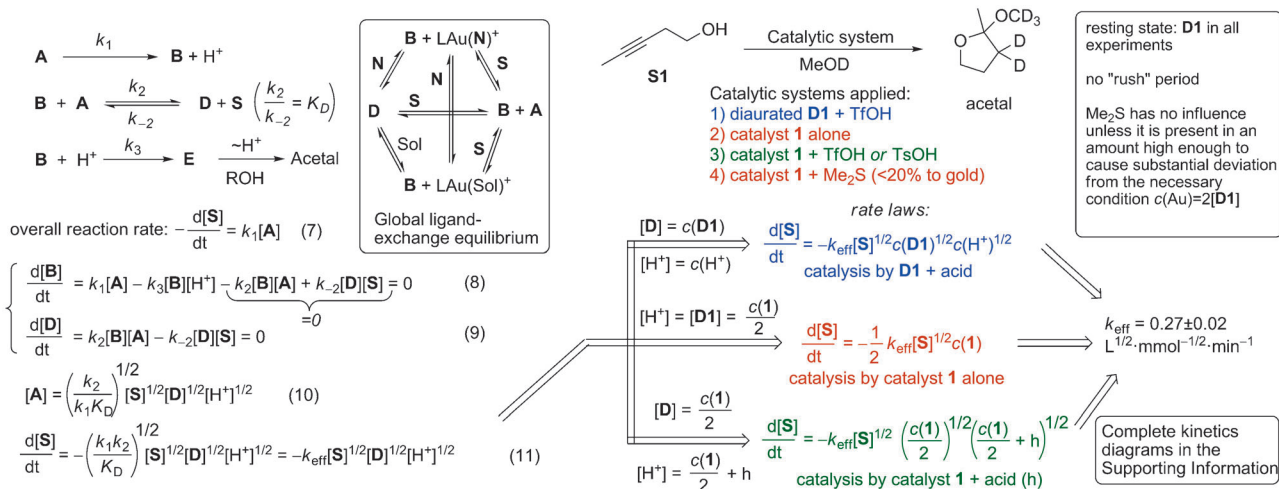 A k1 B + H+
B + A k2 k-2 D + S (k2/k-2 = KD)
B + H+ k3 E ~H+ ROH Acetal
B + LAu(N)+
N N S
D S B + A
Sol S
B + LAu(Sol)+
Global ligand-
exchange equilibrium
overall reaction rate: -d[S]/dt = k1[A] (7)
d[B]/dt = k1[A] - k3[B][H+] - k2[B][A] + k-2[D][S] = 0 (8)
=0
d[D]/dt = k2[B][A] - k-2[D][S] = 0 (9)
[A] = (k2/k1KD)^1/2 [S]^1/2[D]^1/2[H+]^1/2 (10)
d[S]/dt = -(k1k2/KD)^1/2 [S]^1/2[D]^1/2[H+]^1/2 = -keff[S]^1/2[D]^1/2[H+]^1/2 (11)
OH
S1
Catalytic system
MeOD
OCD3
O
D
D
acetal
Catalytic systems applied:
1) diaurated D1 + TfOH
2) catalyst 1 alone
3) catalyst 1 + TfOH or TsOH
4) catalyst 1 + Me2S (<20% to gold)
resting state: D1 in all
experiments
no "rush" period
Me2S has no influence
unless it is present in an
amount high enough to
cause substantial deviation
from the necessary
condition c(Au)=2[D1]
rate laws:
[D] = c(D1)
[H+] = c(H+)
d[S]/dt = -keff[S]^1/2c(D1)^1/2c(H+)^1/2
catalysis by D1 + acid
[H+] = [D1] = c(1)/2
d[S]/dt = -1/2 keff[S]^1/2c(1)
catalysis by catalyst 1 alone
[D] = c(1)/2
[H+] = c(1)/2 + h
d[S]/dt = -keff[S]^1/2 (c(1)/2)^1/2(c(1)/2 + h)^1/2
catalysis by catalyst 1 + acid (h)
keff = 0.27±0.02
L^1/2·mmol^-1/2·min^-1
Complete kinetics
diagrams in the
Supporting Information